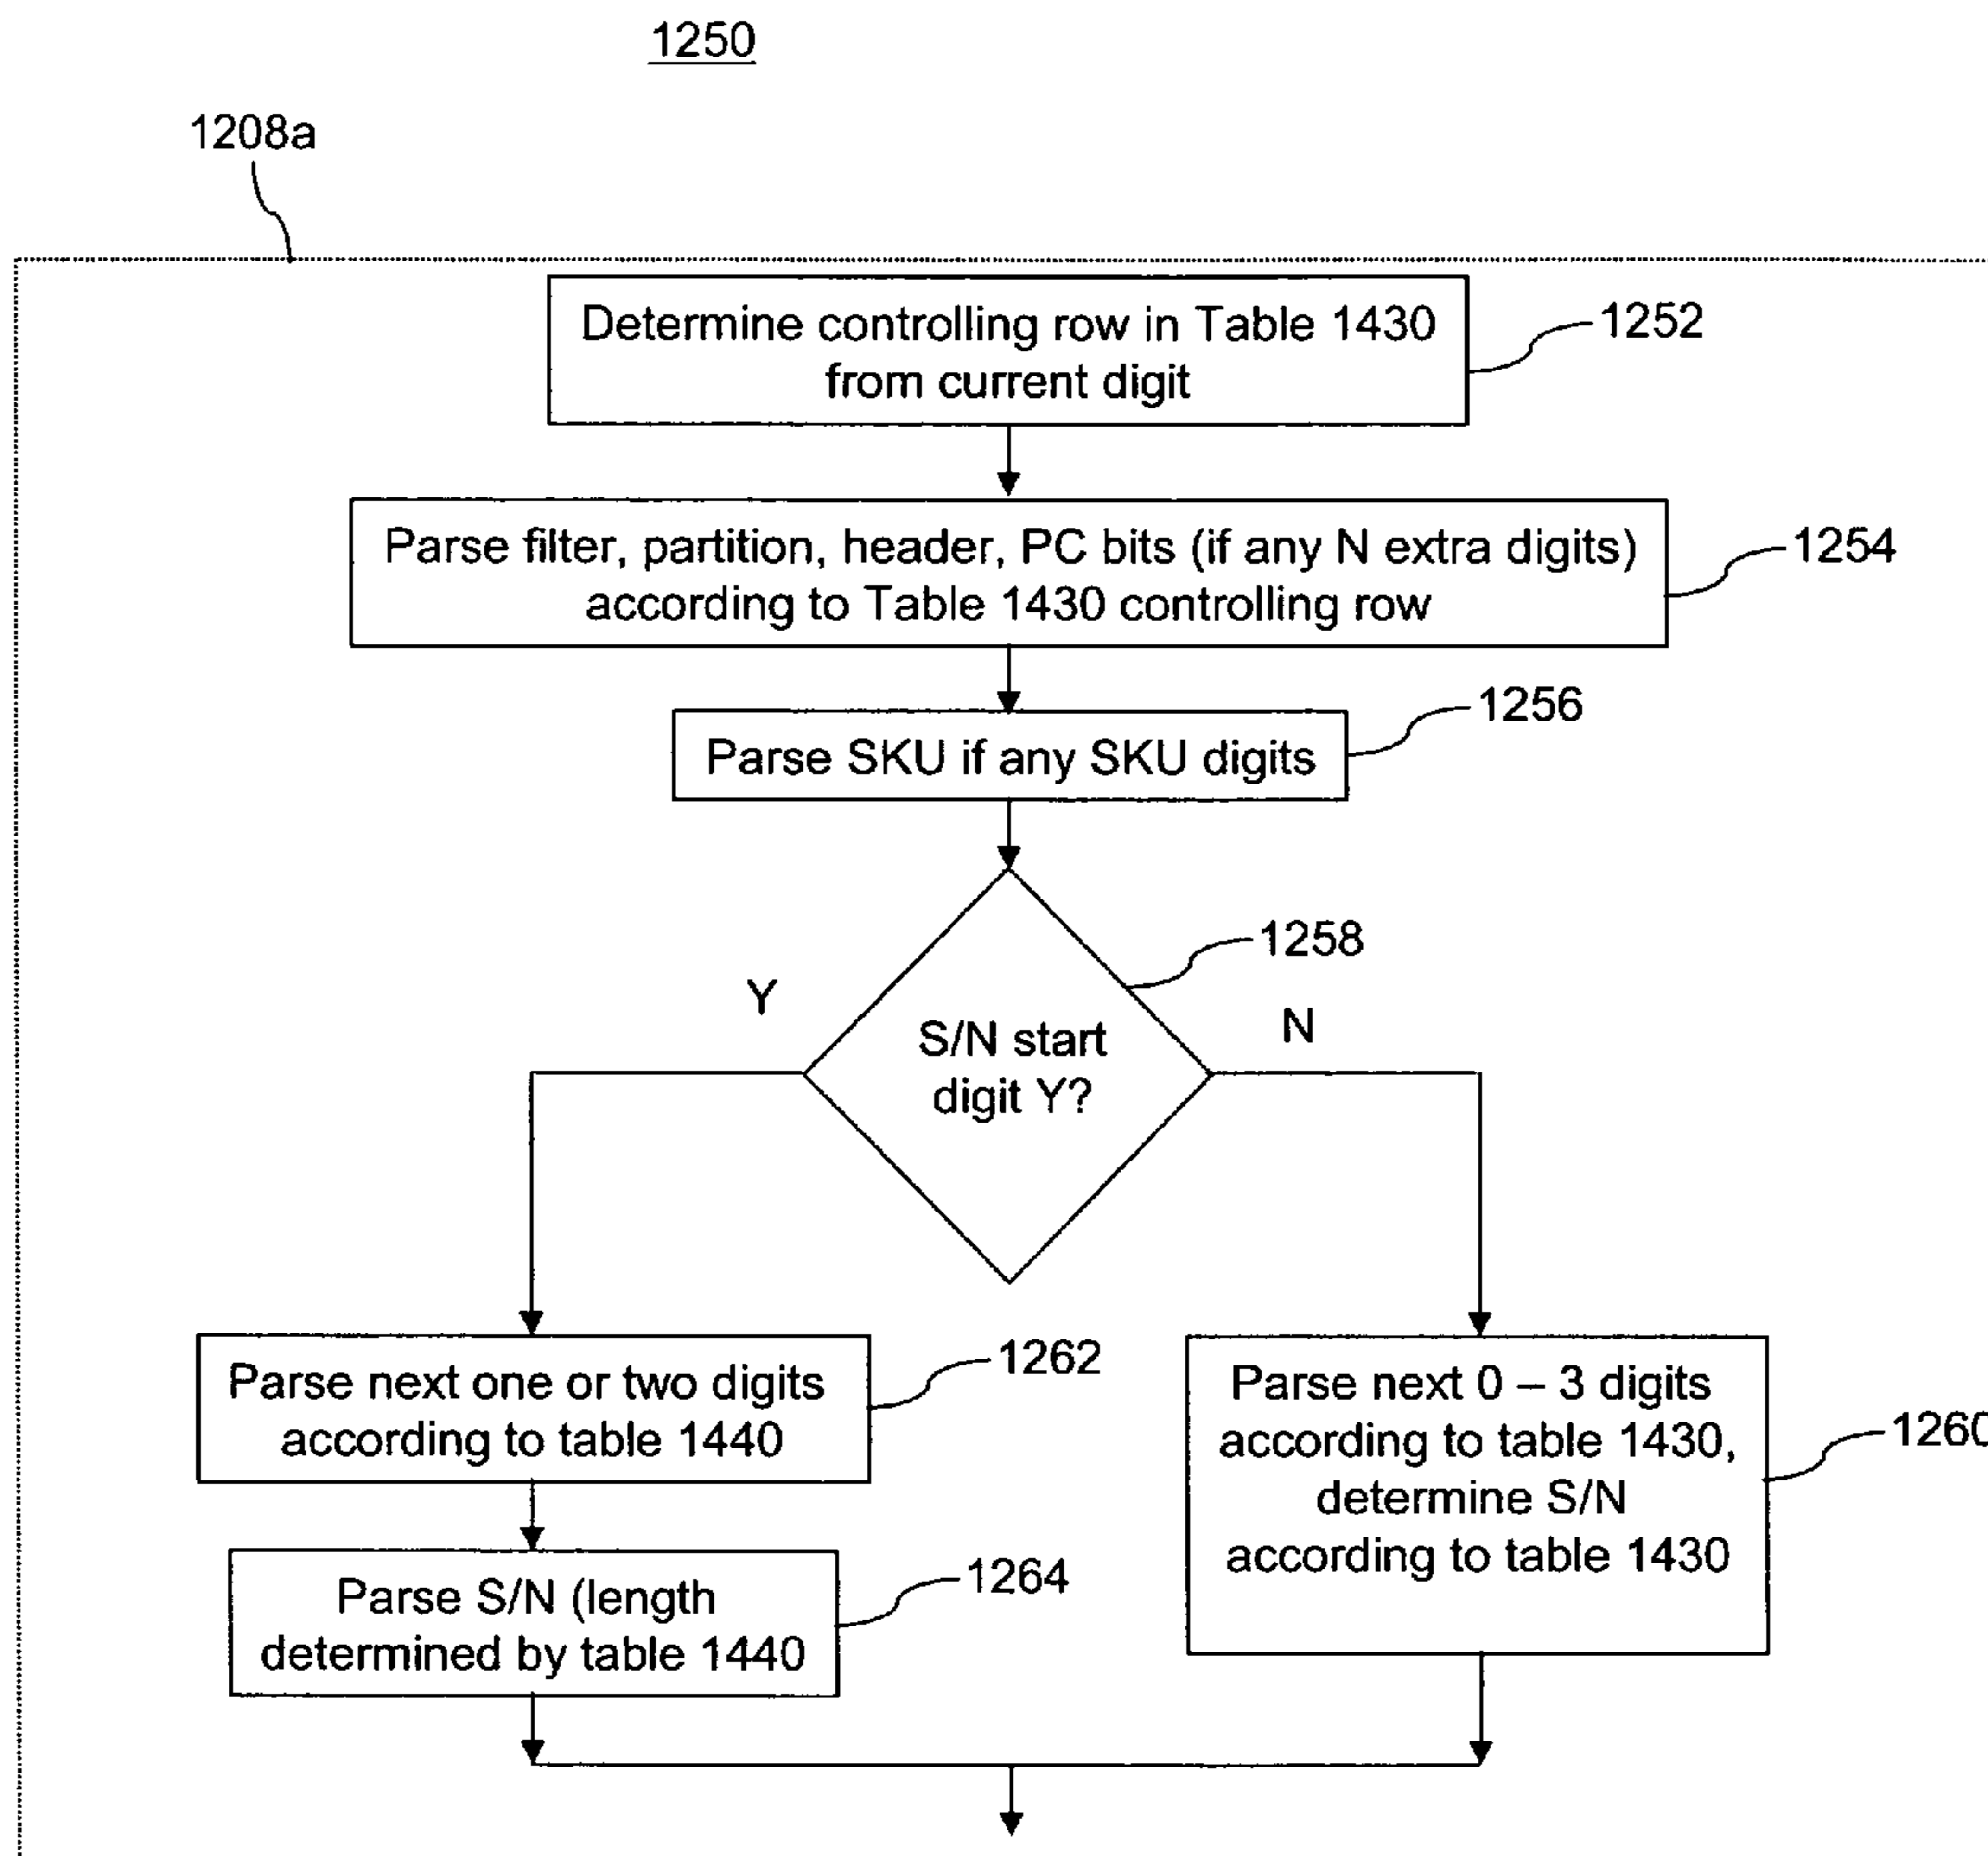 1250
1208a
Determine controlling row in Table 1430
from current digit
1252
Parse filter, partition, header, PC bits (if any N extra digits)
according to Table 1430 controlling row
1254
1256
Parse SKU if any SKU digits
1258
Y
N
S/N start
digit Y?
Parse next one or two digits
according to table 1440
1262
Parse next 0 – 3 digits
according to table 1430,
determine S/N
according to table 1430
1260
Parse S/N (length
determined by table 1440
1264